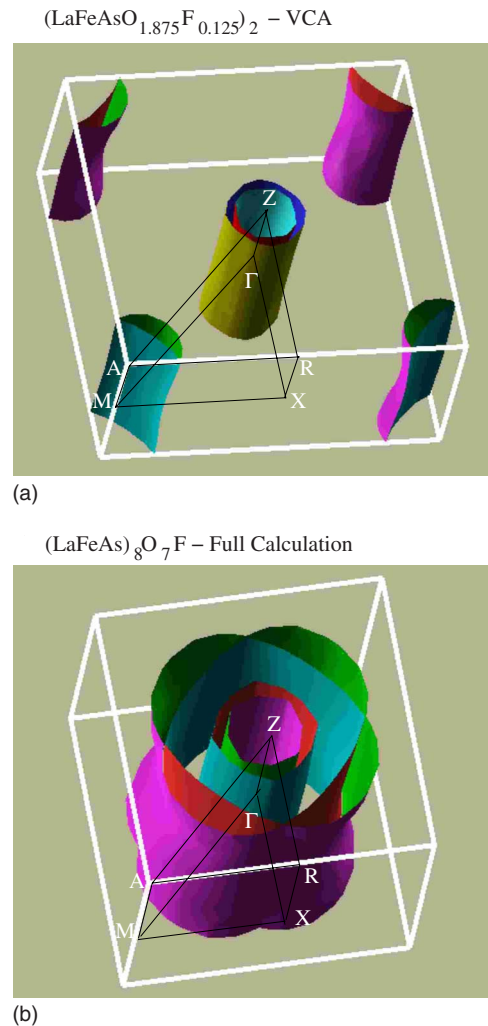 (LaFeAsO1.875F0.125)2 – VCA
Z
Γ
A
R
M
X
(a)
(LaFeAs)8O7F – Full Calculation
Z
Γ
A
R
M
X
(b)